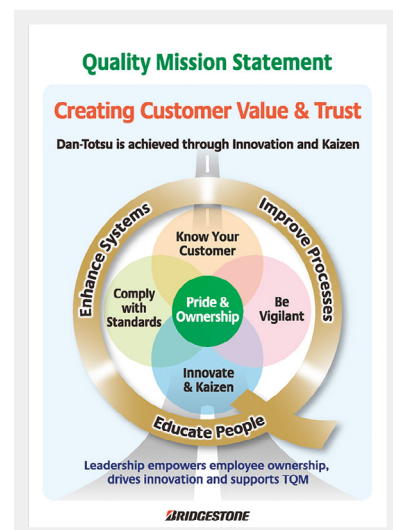 Quality Mission Statement
Creating Customer Value & Trust
Dan-Totsu is achieved through Innovation and Kaizen
Enhance Systems
Improve Processes
Know Your
Customer
Comply
with
Standards
Pride &
Ownership
Be
Vigilant
Innovate
& Kaizen
Educate People
Leadership empowers employee ownership,
drives innovation and supports TQM
BRIDGESTONE